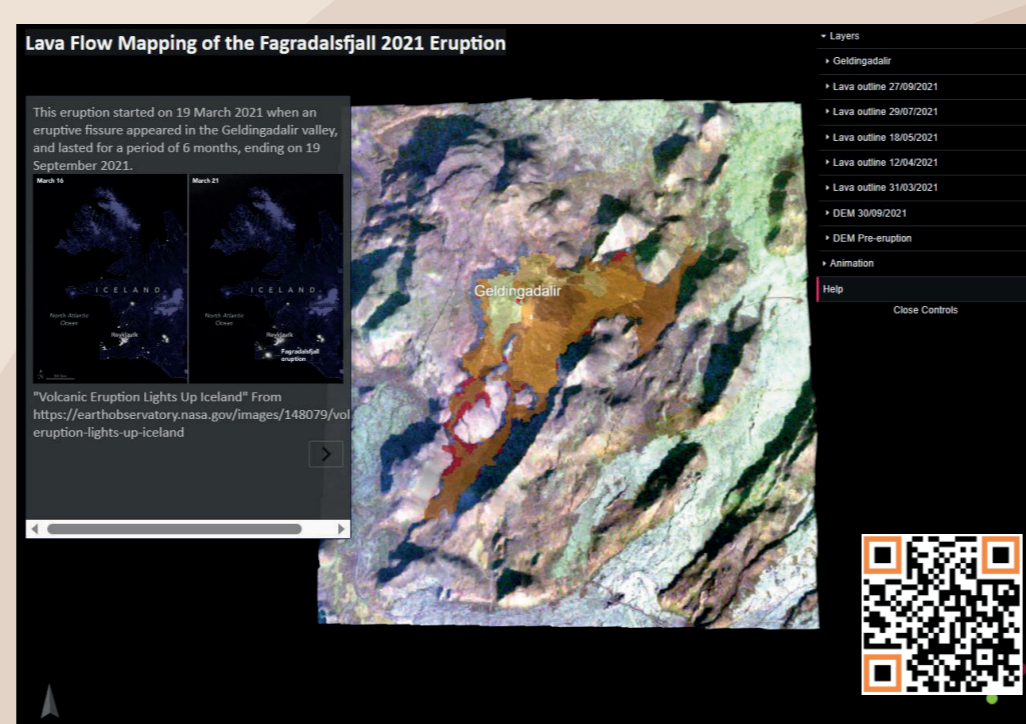 Lava Flow Mapping of the Fagradalsfjall 2021 Eruption
This eruption started on 19 March 2021 when an
eruptive fissure appeared in the Geldingadalir valley,
and lasted for a period of 6 months, ending on 19
September 2021.
March 16
March 21
ICELAND
ICELAND
North Atlantic
Ocean
North Atlantic
Ocean
Reykjavík
Reykjavík
Fagradalsfjall
eruption
"Volcanic Eruption Lights Up Iceland" From
https://earthobservatory.nasa.gov/images/148079/vol
eruption-lights-up-iceland
Geldingadalir
Layers
Geldingadalir
Lava outline 27/09/2021
Lava outline 29/07/2021
Lava outline 18/05/2021
Lava outline 12/04/2021
Lava outline 31/03/2021
DEM 30/09/2021
DEM Pre-eruption
Animation
Help
Close Controls